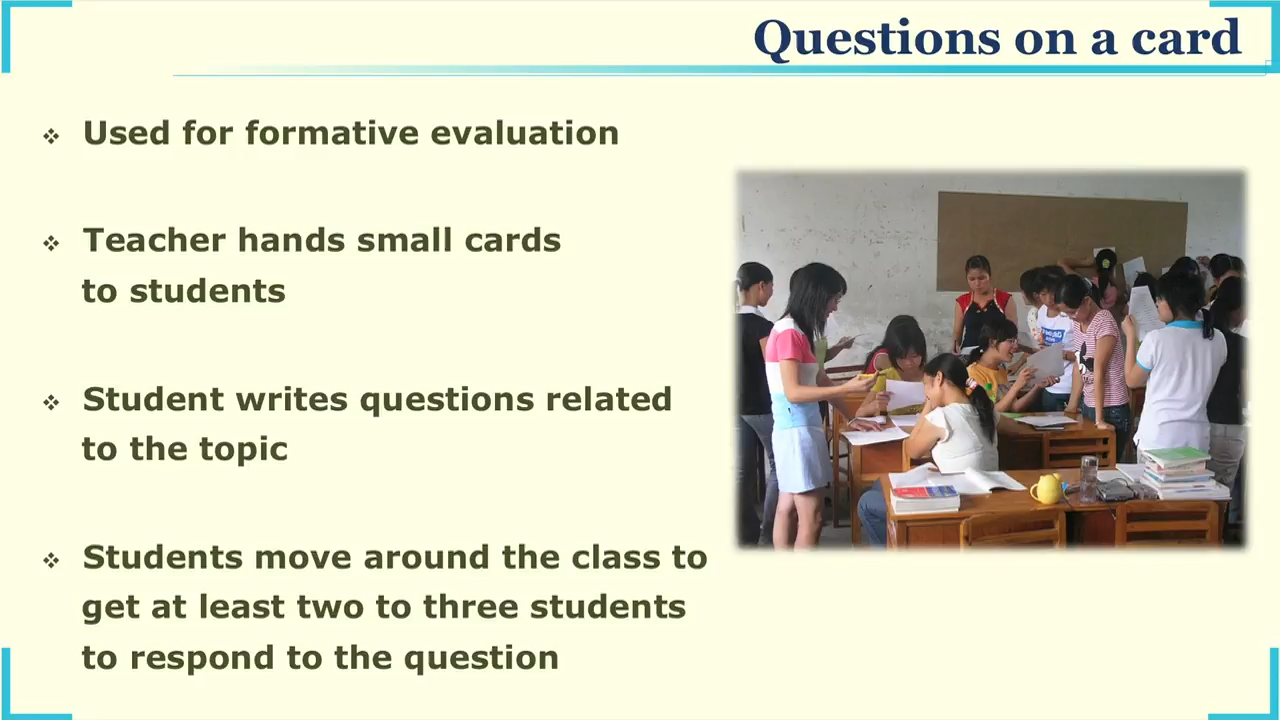 Questions on a card
❖ Used for formative evaluation
❖ Teacher hands small cards
to students
❖ Student writes questions related
to the topic
❖ Students move around the class to
get at least two to three students
to respond to the question